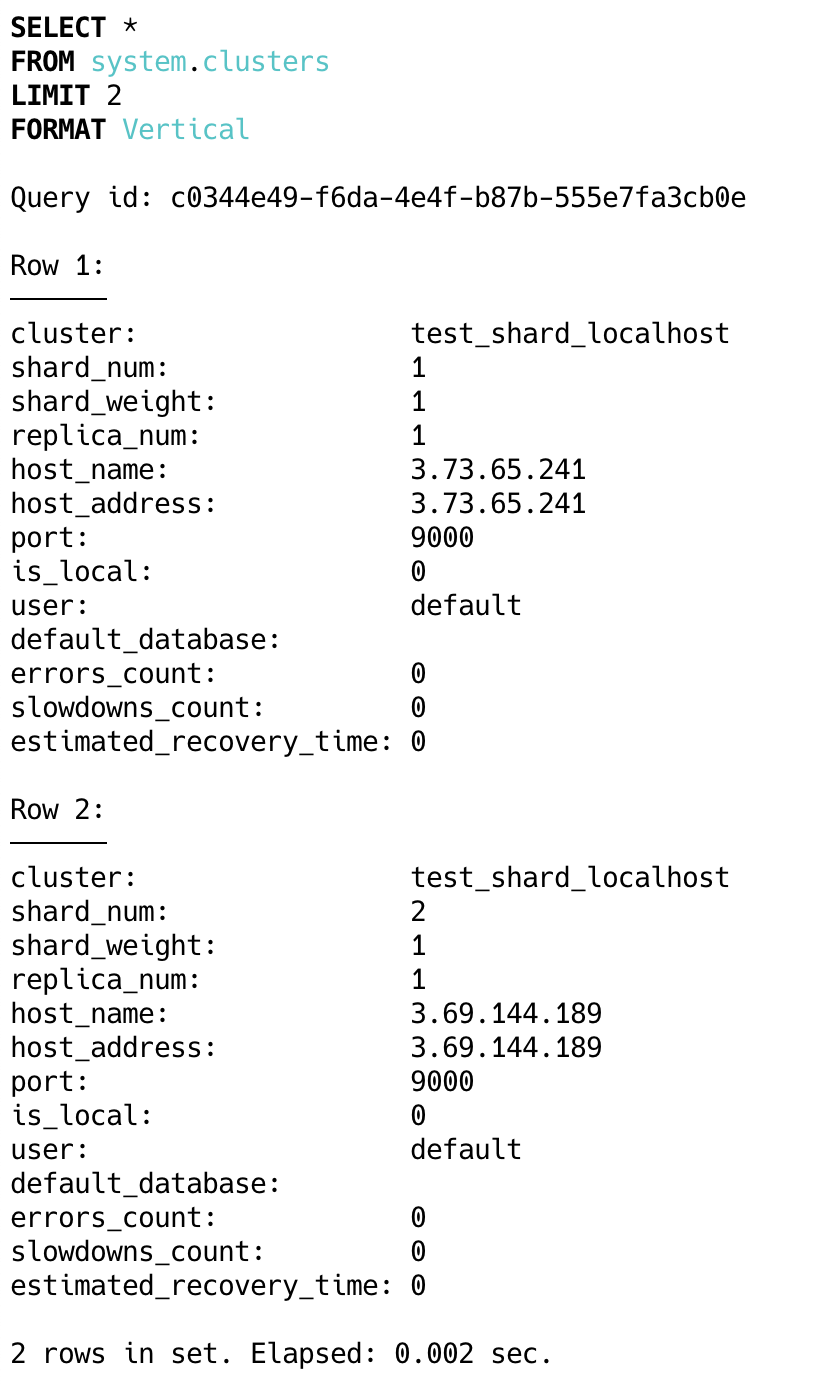 SELECT *
FROM system.clusters
LIMIT 2
FORMAT Vertical
Query id: c0344e49-f6da-4e4f-b87b-555e7fa3cb0e
Row 1:
cluster: test_shard_localhost
shard_num: 1
shard_weight: 1
replica_num: 1
host_name: 3.73.65.241
host_address: 3.73.65.241
port: 9000
is_local: 0
user: default
default_database:
errors_count: 0
slowdowns_count: 0
estimated_recovery_time: 0
Row 2:
cluster: test_shard_localhost
shard_num: 2
shard_weight: 1
replica_num: 1
host_name: 3.69.144.189
host_address: 3.69.144.189
port: 9000
is_local: 0
user: default
default_database:
errors_count: 0
slowdowns_count: 0
estimated_recovery_time: 0
2 rows in set. Elapsed: 0.002 sec.